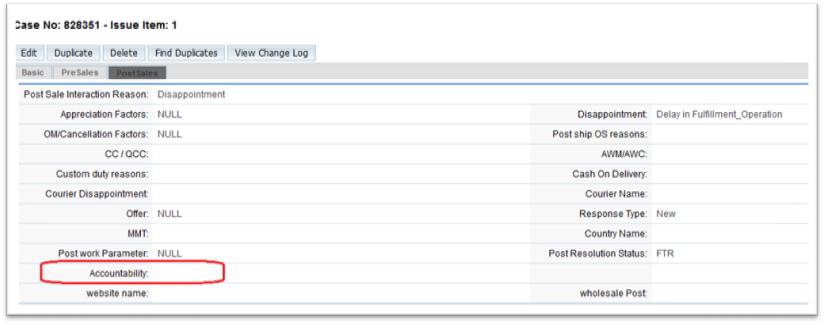 Case No: 828351 - Issue Item: 1
Edit Duplicate Delete Find Duplicates View Change Log
Basic PreSales PostSales
Post Sale Interaction Reason: Disappointment
Appreciation Factors: NULL Disappointment: Delay in Fulfillment_Operation
OM/Cancellation Factors: NULL Post ship OS reasons:
CC / QCC: AWM/AWC:
Custom duty reasons: Cash On Delivery:
Courier Disappointment: Courier Name:
Offer: NULL Response Type: New
MMT: Country Name:
Post work Parameter: NULL Post Resolution Status: FTR
Accountability:
website name: wholesale Post: